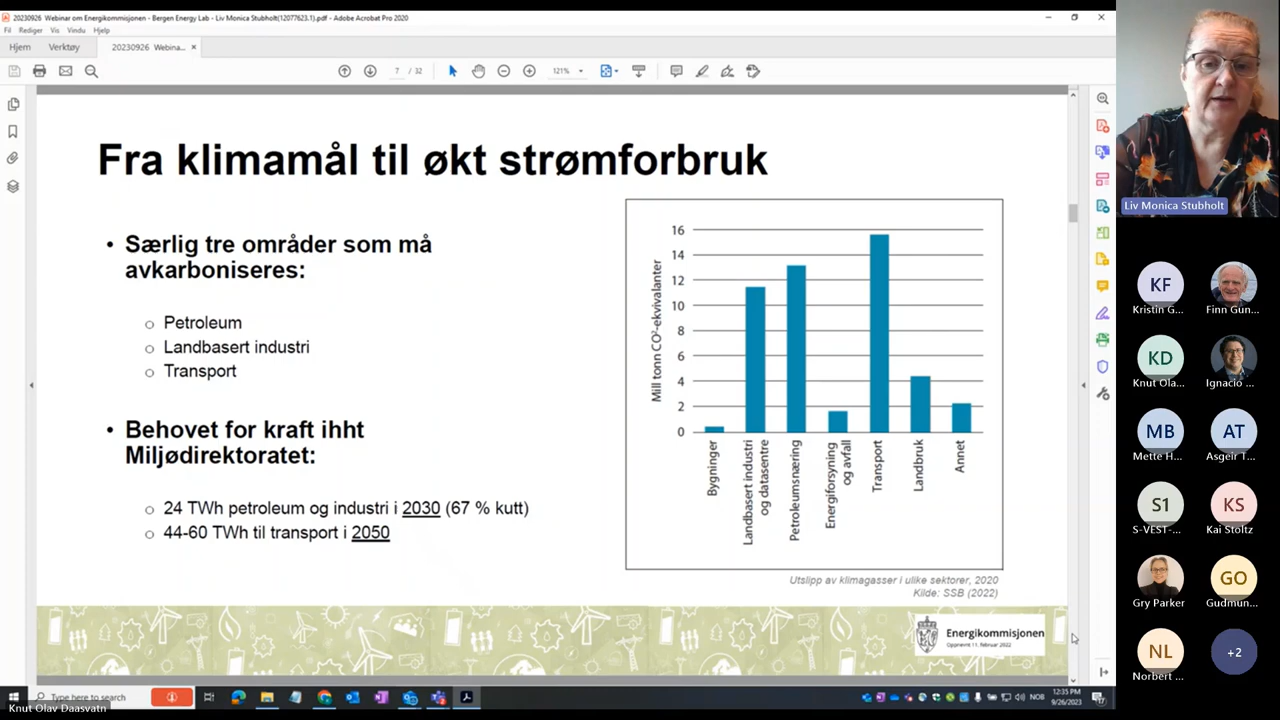 20230926 Webinar om Energikommisjonen - Bergen Energy Lab - Liv Monica Stubholt(12077623.1).pdf - Adobe Acrobat Pro 2020
Fil Rediger Vis Vindu Hjelp
Hjem Verktøy 20230926 Webina... ×
7 / 32 121%
Fra klimamål til økt strømforbruk
• Særlig tre områder som må
avkarboniseres:
Petroleum
Landbasert industri
Transport
• Behovet for kraft ihht
Miljødirektoratet:
24 TWh petroleum og industri i 2030 (67 % kutt)
44-60 TWh til transport i 2050
Mill tonn CO²-ekvivalanter
16
14
12
10
8
6
4
2
0
Bygninger
Landbasert industri
og datasentre
Petroleumsnæring
Energiforsyning
og avfall
Transport
Landbruk
Annet
Utslipp av klimagasser i ulike sektorer, 2020
Kilde: SSB (2022)
Energikommisjonen
Oppnevnt 11. februar 2022
Liv Monica Stubholt
KF
Kristin G...
Finn Gun...
KD
Knut Ola...
Ignacio ...
MB
Mette H...
AT
Asgeir T...
S1
S-VEST-...
KS
Kai Stoltz
Gry Parker
GO
Gudmun...
NL
Norbert ...
+2
Type here to search
NOB
12:35 PM
9/26/2023
17
Knut Olav Daasvatn